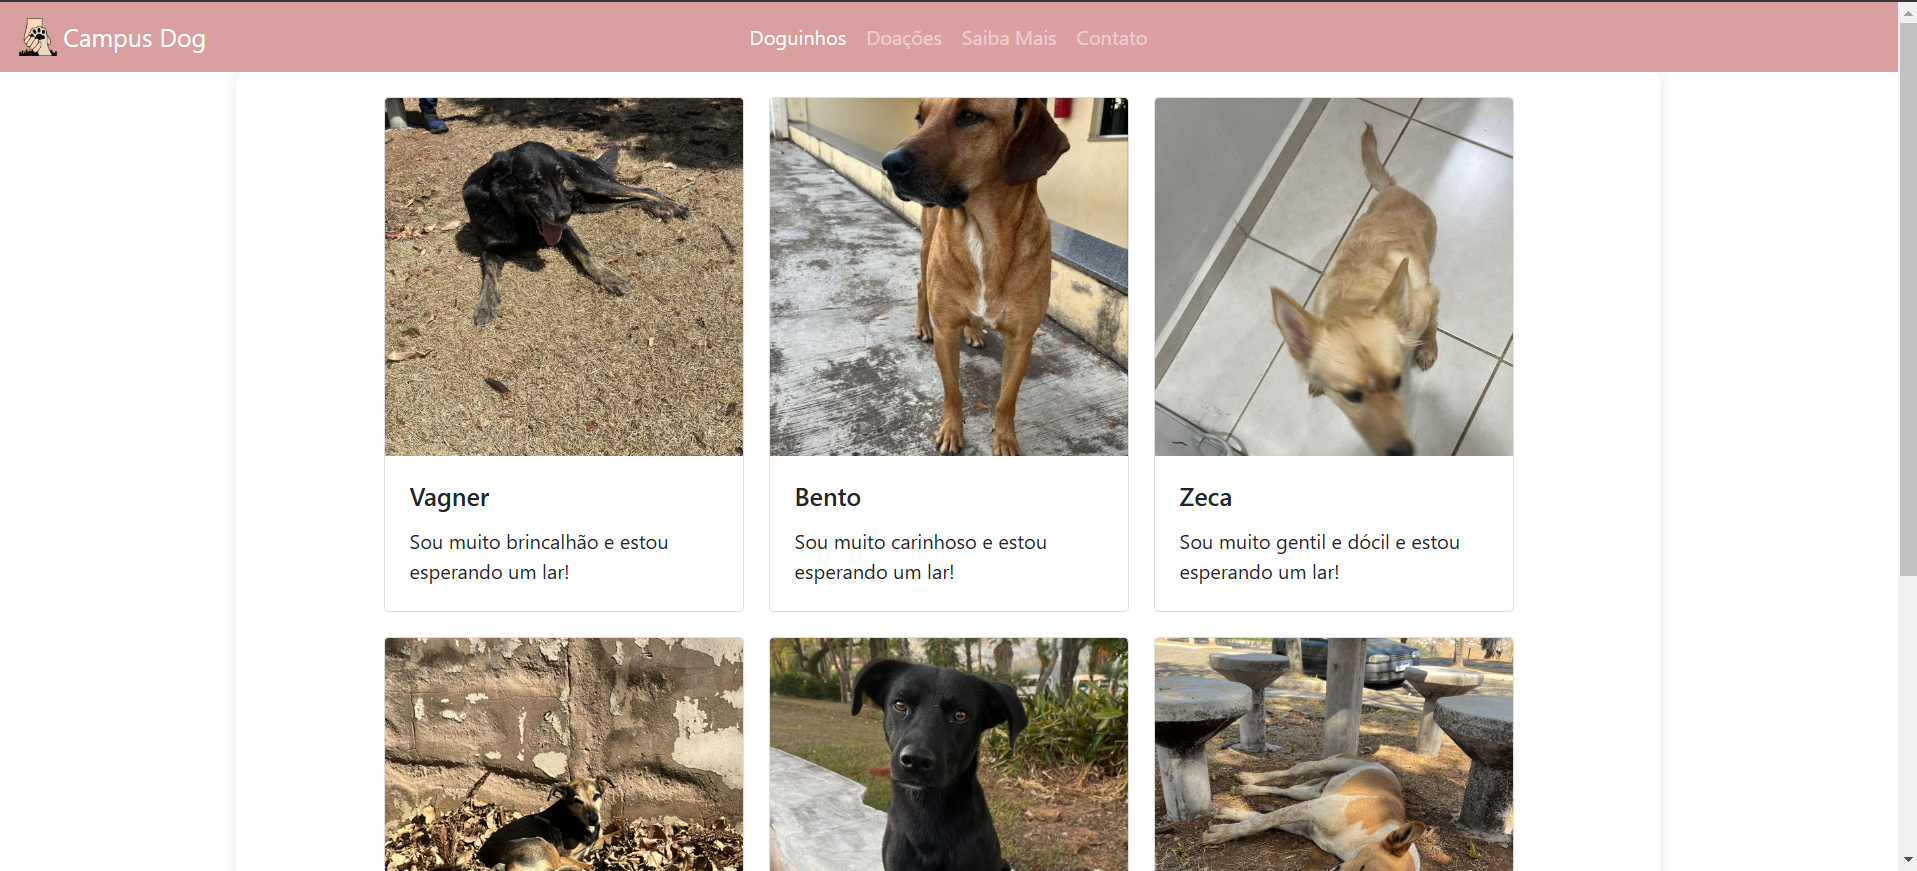 Campus Dog
Doguinhos Doações Saiba Mais Contato
Vagner
Sou muito brincalhão e estou
esperando um lar!
Bento
Sou muito carinhoso e estou
esperando um lar!
Zeca
Sou muito gentil e dócil e estou
esperando um lar!